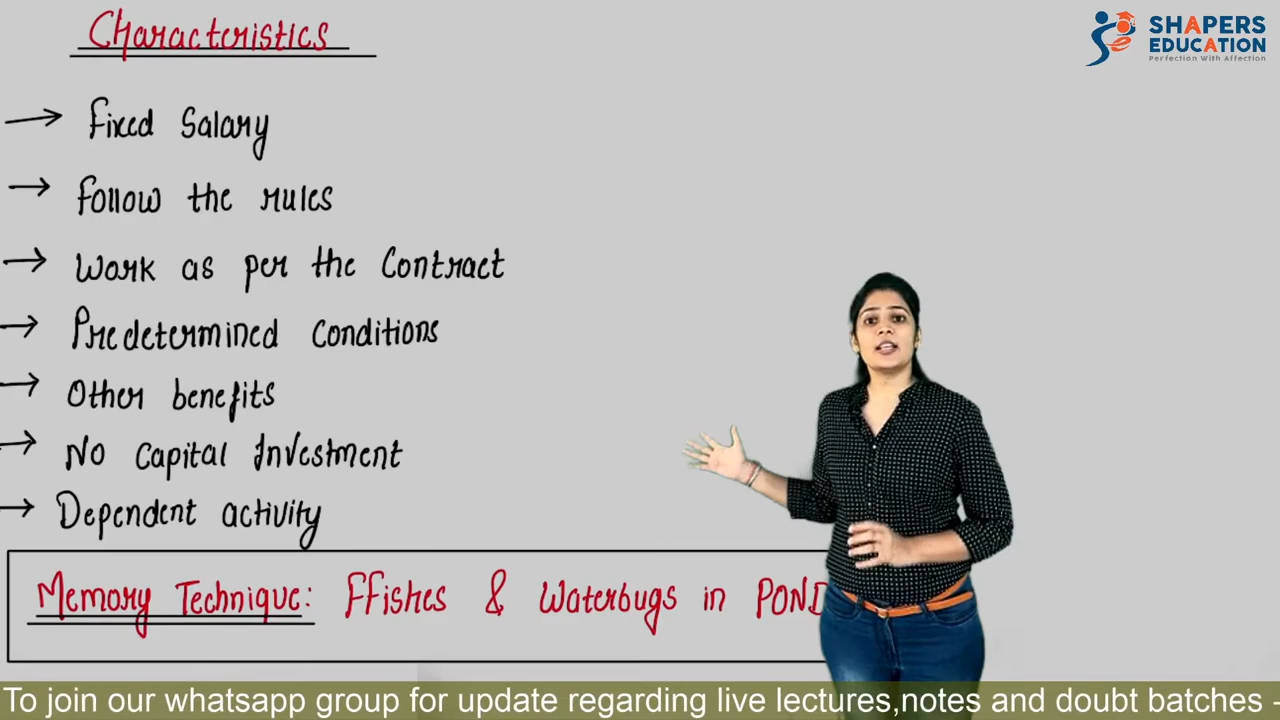 Characteristics
SHAPERS
EDUCATION
Perfection With Affection
→ Fixed Salary
→ Follow the rules
→ Work as per the Contract
→ Predetermined Conditions
→ Other benefits
→ No Capital Investment
→ Dependent activity
Memory Technique: FFishes & Waterbugs in POND
To join our whatsapp group for update regarding live lectures,notes and doubt batches -